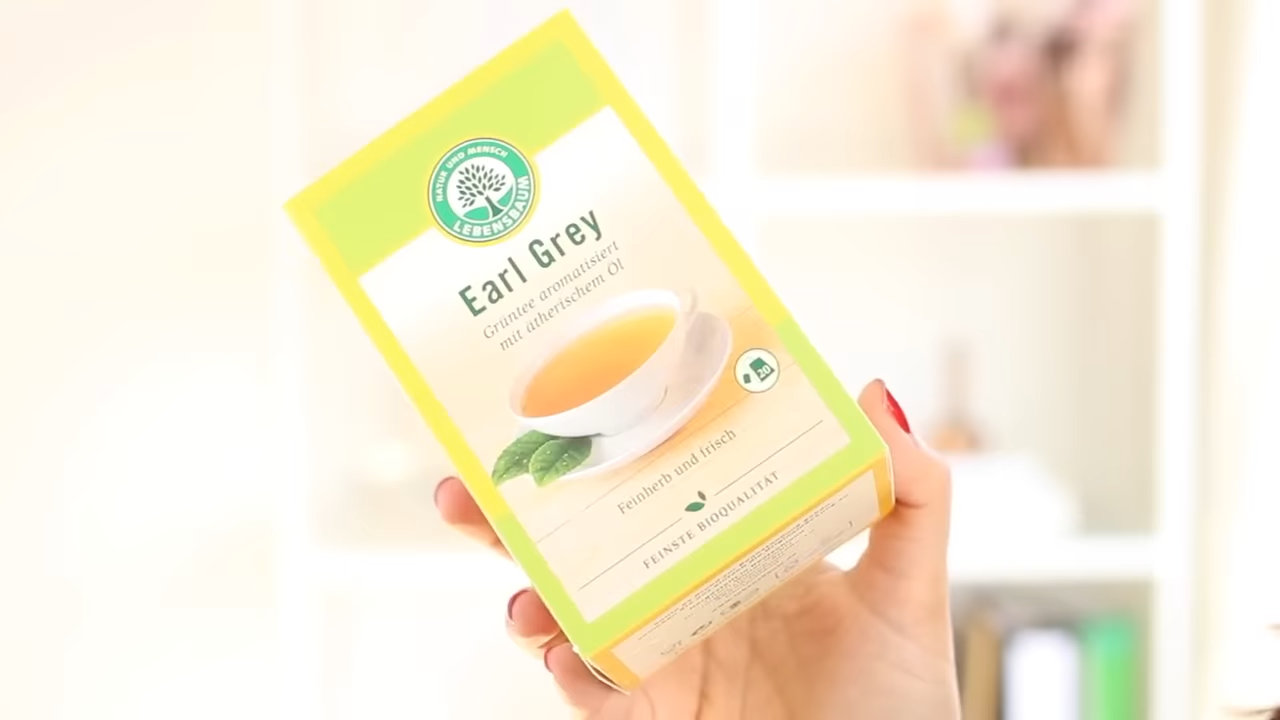 NATUR UND MENSCH
LEBENSBAUM
Earl Grey
Grüntee aromatisiert
mit ätherischem Öl
20
Feinherb und frisch
FEINSTE BIOQUALITÄT